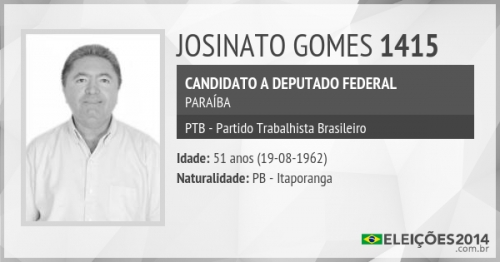 JOSINATO GOMES 1415
CANDIDATO A DEPUTADO FEDERAL
PARAÍBA
PTB - Partido Trabalhista Brasileiro
Idade: 51 anos (19-08-1962)
Naturalidade: PB - Itaporanga
ELEIÇÕES2014
.com.br